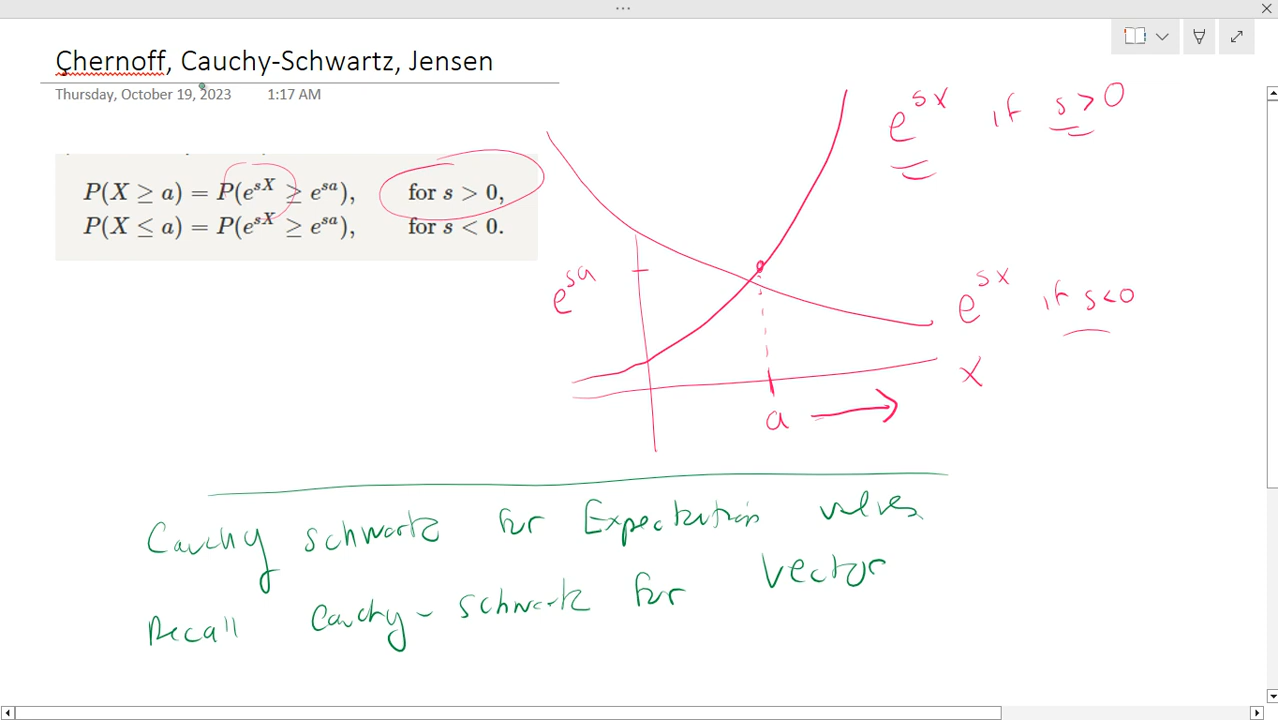 Chernoff, Cauchy-Schwartz, Jensen
Thursday, October 19, 2023 1:17 AM
P(X ≥ a) = P(e^{sX} ≥ e^{sa}), for s > 0,
P(X ≤ a) = P(e^{sX} ≥ e^{sa}), for s < 0.
e^{sx} if s > 0
e^{sa}
e^{sx} if s < 0
x
a
Cauchy schwartz for Expectation values
Recall Cauchy - schwartz for vector